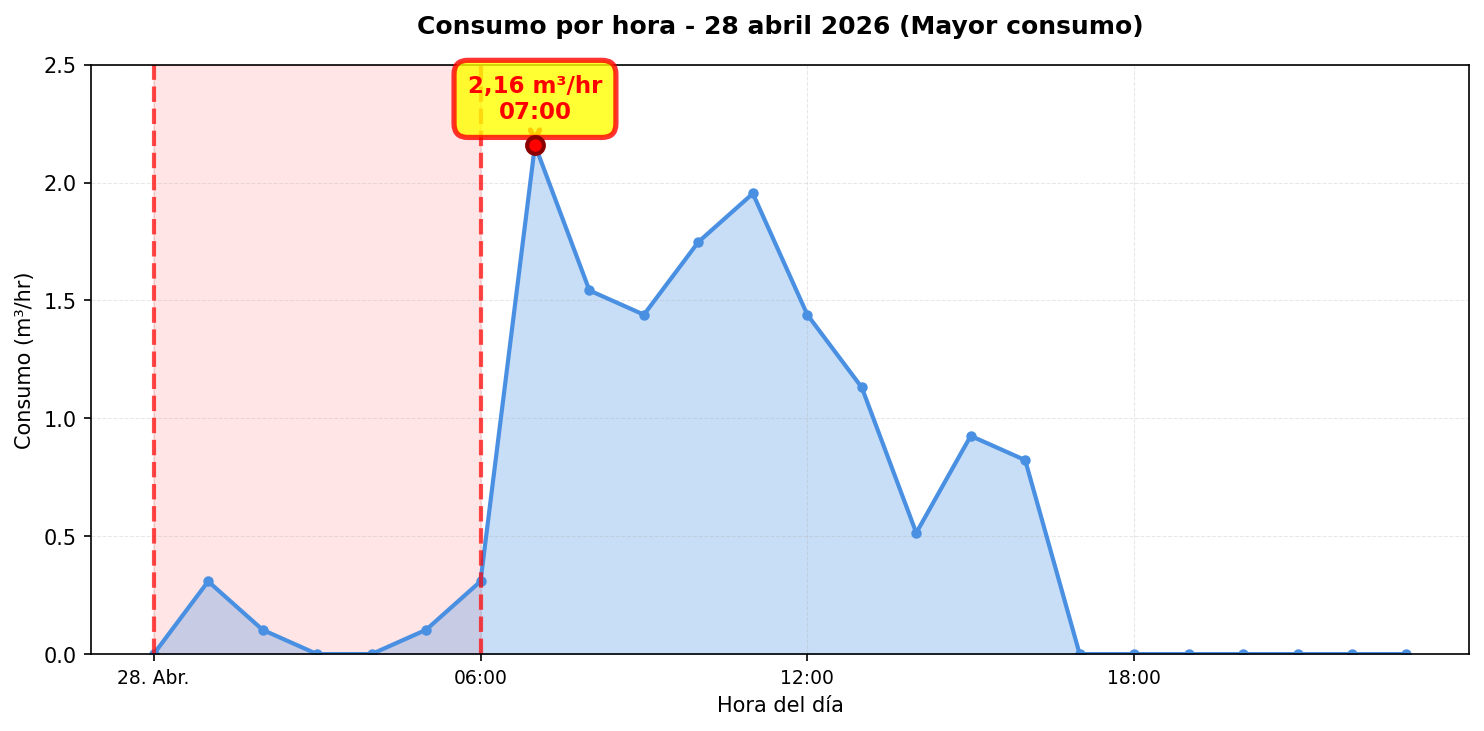 Consumo por hora - 28 abril 2026 (Mayor consumo)
2,16 m³/hr
07:00
Consumo (m³/hr)
2.5
2.0
1.5
1.0
0.5
0.0
28. Abr.
06:00
12:00
18:00
Hora del día